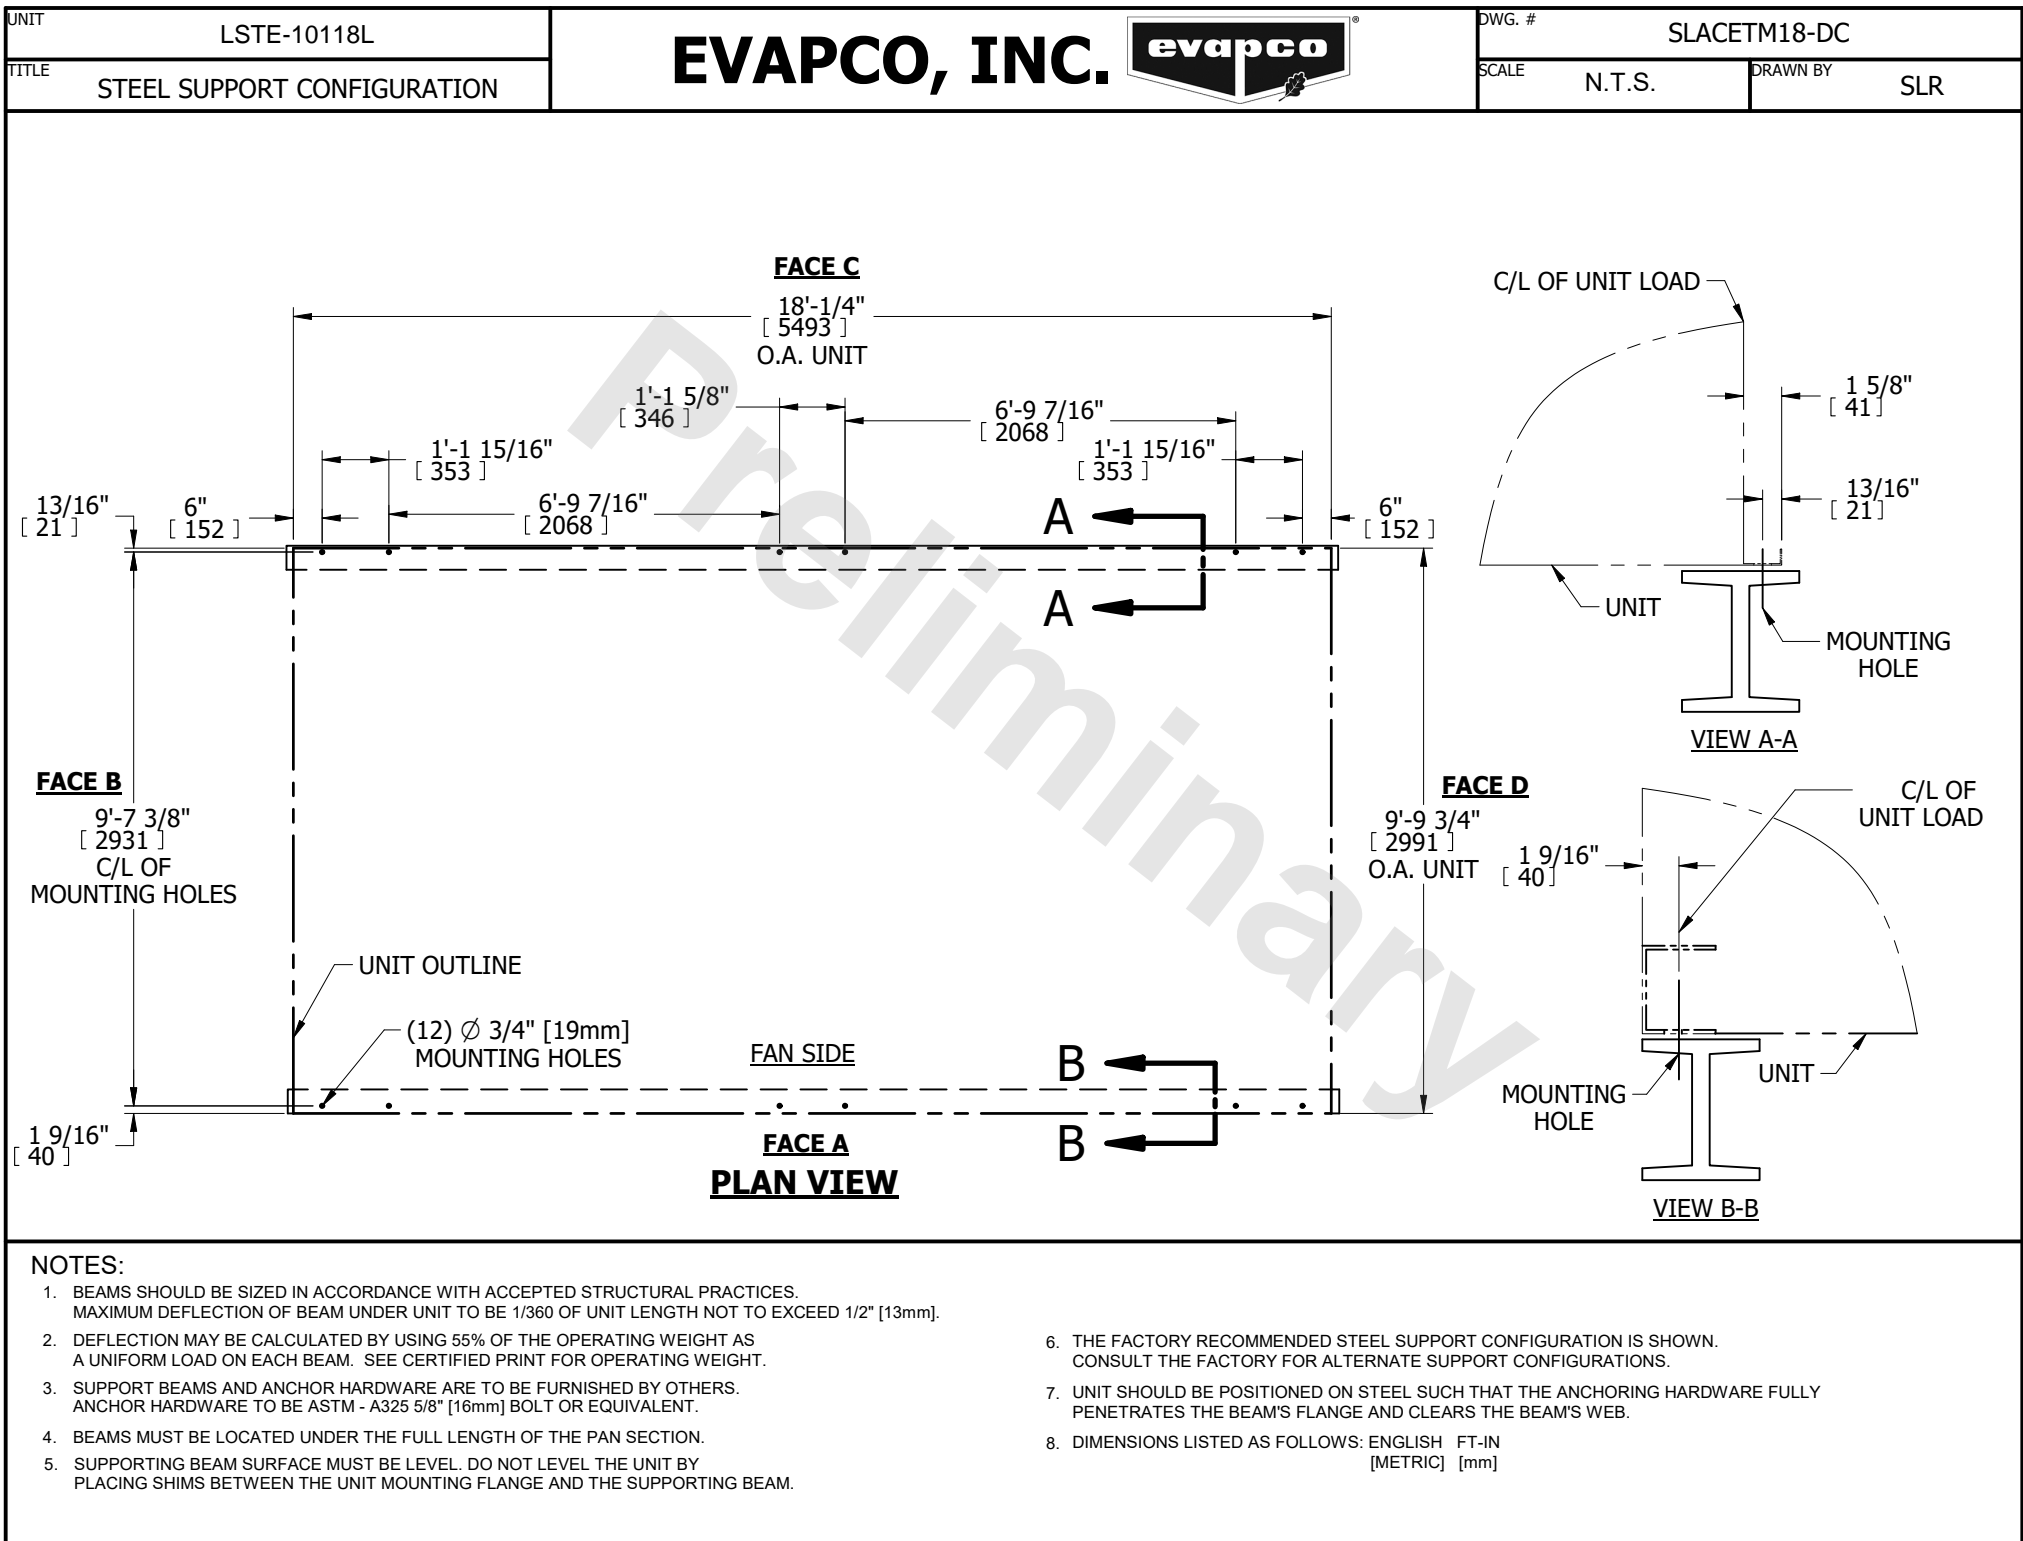 UNIT
LSTE-10118L
TITLE
STEEL SUPPORT CONFIGURATION
EVAPCO, INC.
evapco
®
DWG. #
SLACETM18-DC
SCALE
N.T.S.
DRAWN BY
SLR
FACE C
18'-1/4"
[ 5493 ]
O.A. UNIT
1'-1 5/8"
[ 346 ]
6'-9 7/16"
[ 2068 ]
1'-1 15/16"
[ 353 ]
1'-1 15/16"
[ 353 ]
13/16"
[ 21 ]
6"
[ 152 ]
6'-9 7/16"
[ 2068 ]
6"
[ 152 ]
A
A
FACE B
9'-7 3/8"
[ 2931 ]
C/L OF
MOUNTING HOLES
FACE D
9'-9 3/4"
[ 2991 ]
O.A. UNIT
UNIT OUTLINE
(12) Ø 3/4" [19mm]
MOUNTING HOLES
FAN SIDE
B
B
1 9/16"
[ 40 ]
FACE A
PLAN VIEW
Preliminary
C/L OF UNIT LOAD
1 5/8"
[ 41]
13/16"
[ 21]
UNIT
MOUNTING
HOLE
VIEW A-A
C/L OF
UNIT LOAD
1 9/16"
[ 40]
MOUNTING
HOLE
UNIT
VIEW B-B
NOTES:
1. BEAMS SHOULD BE SIZED IN ACCORDANCE WITH ACCEPTED STRUCTURAL PRACTICES.
MAXIMUM DEFLECTION OF BEAM UNDER UNIT TO BE 1/360 OF UNIT LENGTH NOT TO EXCEED 1/2" [13mm].
2. DEFLECTION MAY BE CALCULATED BY USING 55% OF THE OPERATING WEIGHT AS
A UNIFORM LOAD ON EACH BEAM. SEE CERTIFIED PRINT FOR OPERATING WEIGHT.
3. SUPPORT BEAMS AND ANCHOR HARDWARE ARE TO BE FURNISHED BY OTHERS.
ANCHOR HARDWARE TO BE ASTM - A325 5/8" [16mm] BOLT OR EQUIVALENT.
4. BEAMS MUST BE LOCATED UNDER THE FULL LENGTH OF THE PAN SECTION.
5. SUPPORTING BEAM SURFACE MUST BE LEVEL. DO NOT LEVEL THE UNIT BY
PLACING SHIMS BETWEEN THE UNIT MOUNTING FLANGE AND THE SUPPORTING BEAM.
6. THE FACTORY RECOMMENDED STEEL SUPPORT CONFIGURATION IS SHOWN.
CONSULT THE FACTORY FOR ALTERNATE SUPPORT CONFIGURATIONS.
7. UNIT SHOULD BE POSITIONED ON STEEL SUCH THAT THE ANCHORING HARDWARE FULLY
PENETRATES THE BEAM'S FLANGE AND CLEARS THE BEAM'S WEB.
8. DIMENSIONS LISTED AS FOLLOWS: ENGLISH FT-IN
[METRIC] [mm]